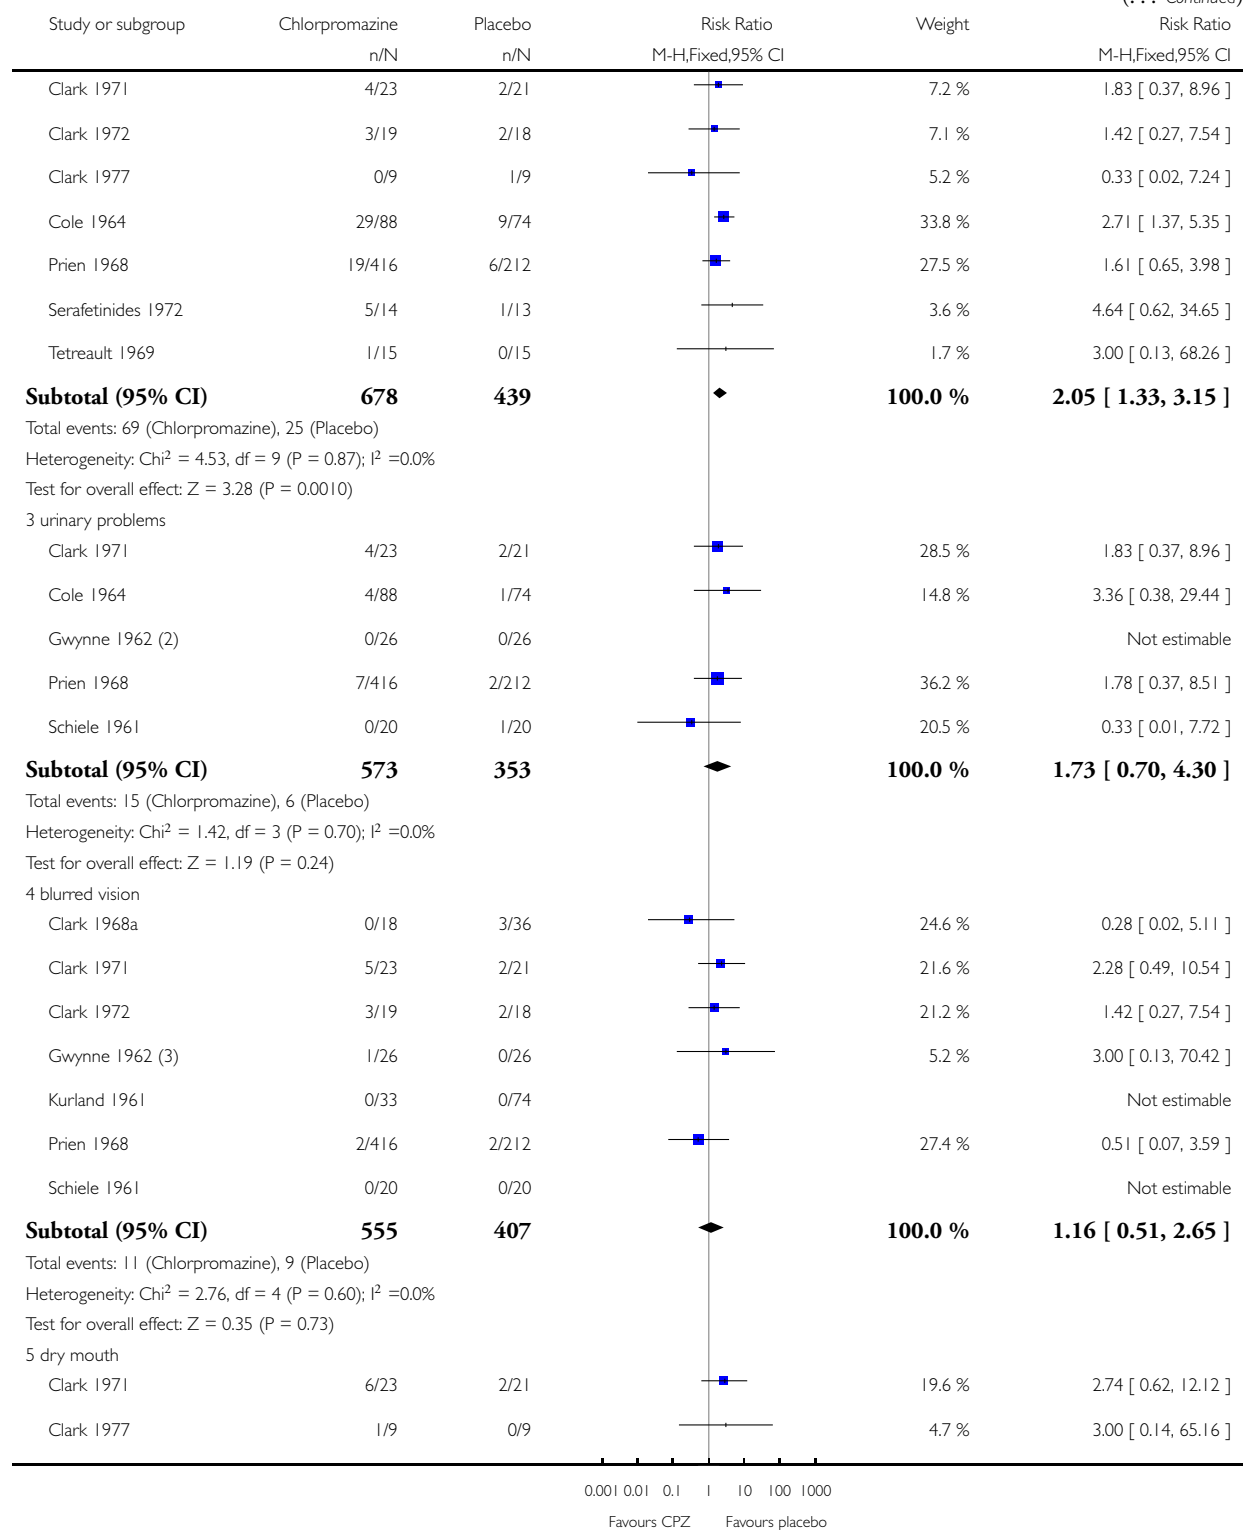 (... Continued)
Study or subgroup Chlorpromazine Placebo Risk Ratio Weight Risk Ratio
n/N n/N M-H,Fixed,95% CI M-H,Fixed,95% CI
Clark 1971 4/23 2/21 7.2 % 1.83 [ 0.37, 8.96 ]
Clark 1972 3/19 2/18 7.1 % 1.42 [ 0.27, 7.54 ]
Clark 1977 0/9 1/9 5.2 % 0.33 [ 0.02, 7.24 ]
Cole 1964 29/88 9/74 33.8 % 2.71 [ 1.37, 5.35 ]
Prien 1968 19/416 6/212 27.5 % 1.61 [ 0.65, 3.98 ]
Serafetinides 1972 5/14 1/13 3.6 % 4.64 [ 0.62, 34.65 ]
Tetreault 1969 1/15 0/15 1.7 % 3.00 [ 0.13, 68.26 ]
Subtotal (95% CI) 678 439 100.0 % 2.05 [ 1.33, 3.15 ]
Total events: 69 (Chlorpromazine), 25 (Placebo)
Heterogeneity: Chi² = 4.53, df = 9 (P = 0.87); I² =0.0%
Test for overall effect: Z = 3.28 (P = 0.0010)
3 urinary problems
Clark 1971 4/23 2/21 28.5 % 1.83 [ 0.37, 8.96 ]
Cole 1964 4/88 1/74 14.8 % 3.36 [ 0.38, 29.44 ]
Gwynne 1962 (2) 0/26 0/26 Not estimable
Prien 1968 7/416 2/212 36.2 % 1.78 [ 0.37, 8.51 ]
Schiele 1961 0/20 1/20 20.5 % 0.33 [ 0.01, 7.72 ]
Subtotal (95% CI) 573 353 100.0 % 1.73 [ 0.70, 4.30 ]
Total events: 15 (Chlorpromazine), 6 (Placebo)
Heterogeneity: Chi² = 1.42, df = 3 (P = 0.70); I² =0.0%
Test for overall effect: Z = 1.19 (P = 0.24)
4 blurred vision
Clark 1968a 0/18 3/36 24.6 % 0.28 [ 0.02, 5.11 ]
Clark 1971 5/23 2/21 21.6 % 2.28 [ 0.49, 10.54 ]
Clark 1972 3/19 2/18 21.2 % 1.42 [ 0.27, 7.54 ]
Gwynne 1962 (3) 1/26 0/26 5.2 % 3.00 [ 0.13, 70.42 ]
Kurland 1961 0/33 0/74 Not estimable
Prien 1968 2/416 2/212 27.4 % 0.51 [ 0.07, 3.59 ]
Schiele 1961 0/20 0/20 Not estimable
Subtotal (95% CI) 555 407 100.0 % 1.16 [ 0.51, 2.65 ]
Total events: 11 (Chlorpromazine), 9 (Placebo)
Heterogeneity: Chi² = 2.76, df = 4 (P = 0.60); I² =0.0%
Test for overall effect: Z = 0.35 (P = 0.73)
5 dry mouth
Clark 1971 6/23 2/21 19.6 % 2.74 [ 0.62, 12.12 ]
Clark 1977 1/9 0/9 4.7 % 3.00 [ 0.14, 65.16 ]
0.001 0.01 0.1 1 10 100 1000
Favours CPZ Favours placebo